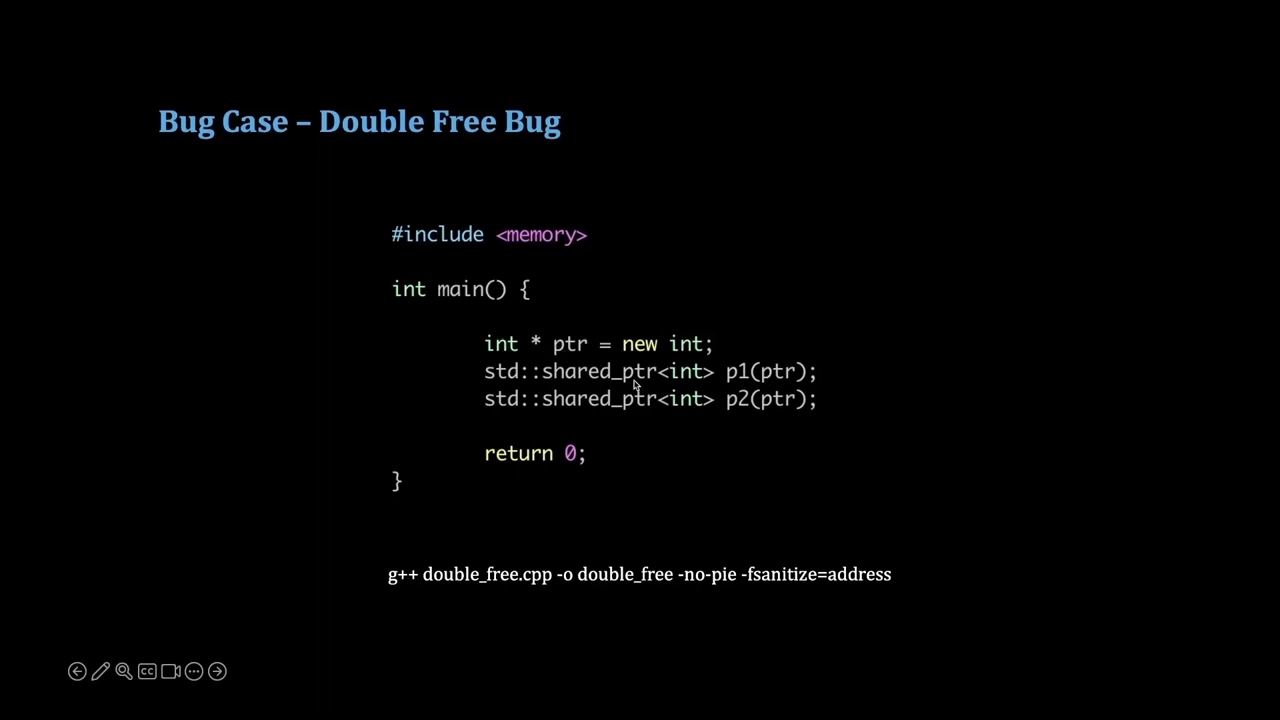 Bug Case – Double Free Bug
#include <memory>
int main() {
int * ptr = new int;
std::shared_ptr<int> p1(ptr);
std::shared_ptr<int> p2(ptr);
return 0;
}
g++ double_free.cpp -o double_free -no-pie -fsanitize=address
CC